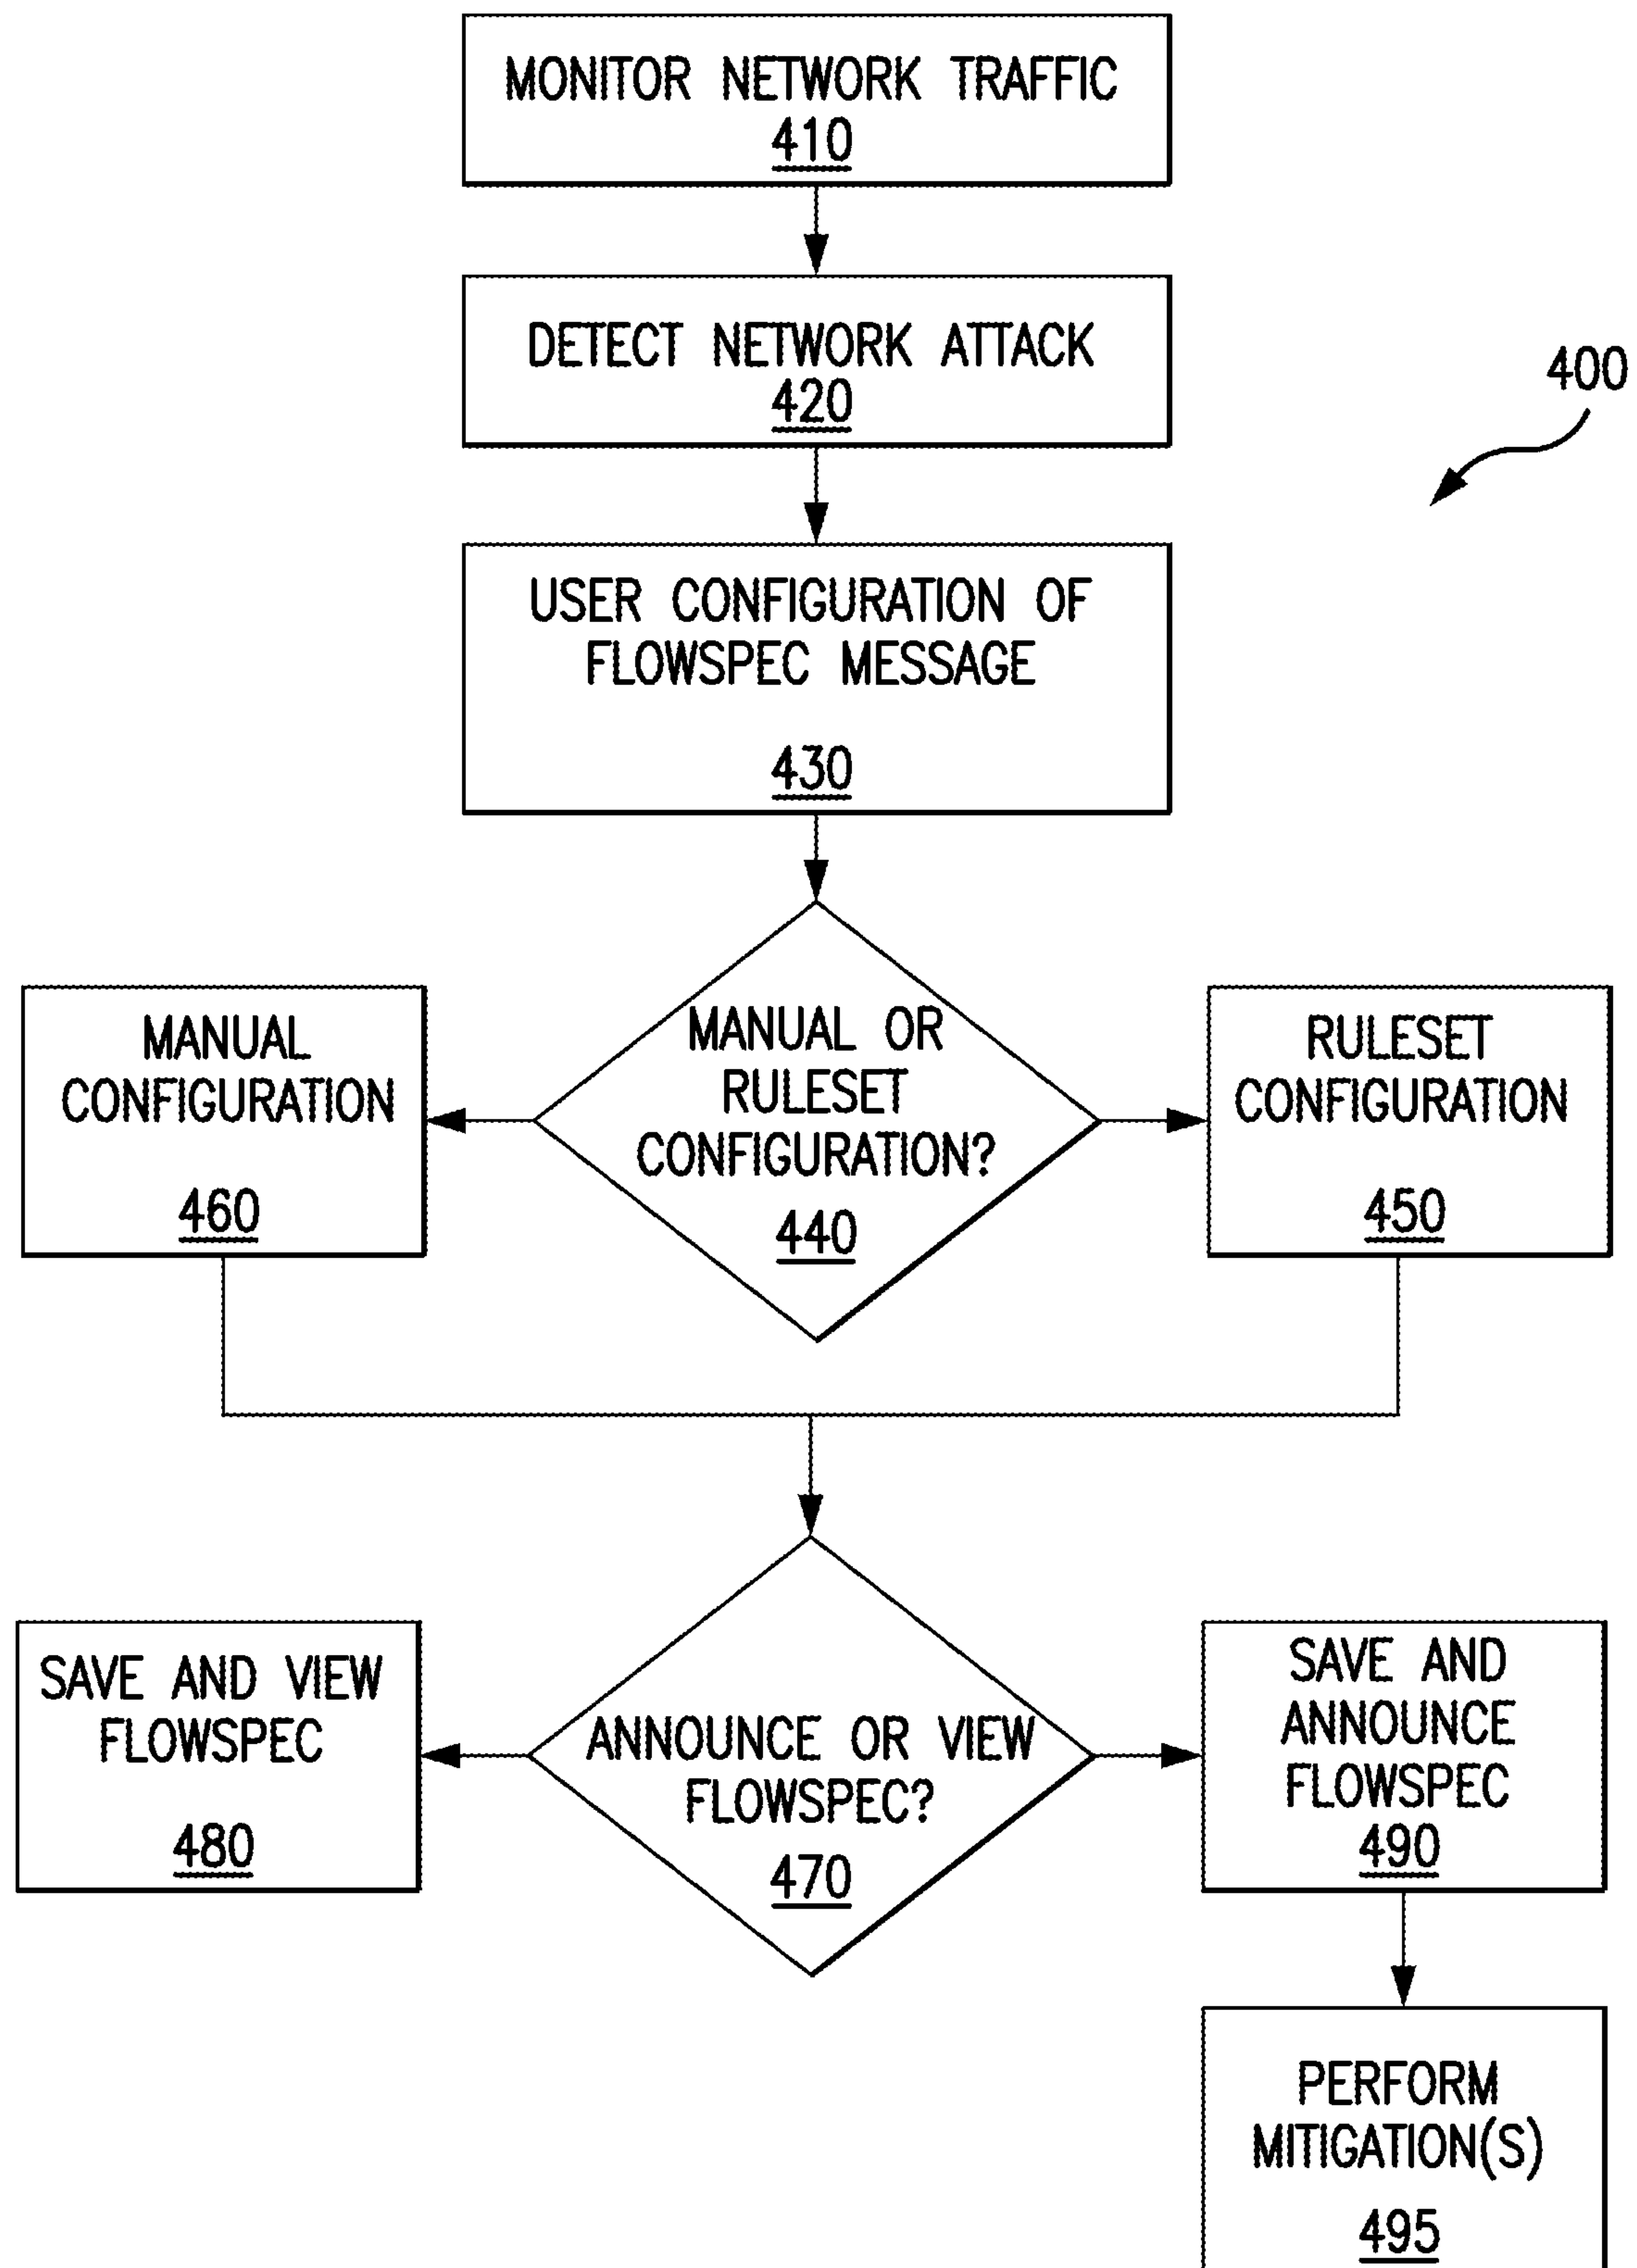 MONITOR NETWORK TRAFFIC
410
DETECT NETWORK ATTACK
420
400
USER CONFIGURATION OF
FLOWSPEC MESSAGE
430
MANUAL OR
RULESET
CONFIGURATION?
440
MANUAL
CONFIGURATION
460
RULESET
CONFIGURATION
450
ANNOUNCE OR VIEW
FLOWSPEC?
470
SAVE AND VIEW
FLOWSPEC
480
SAVE AND
ANNOUNCE
FLOWSPEC
490
PERFORM
MITIGATION(S)
495